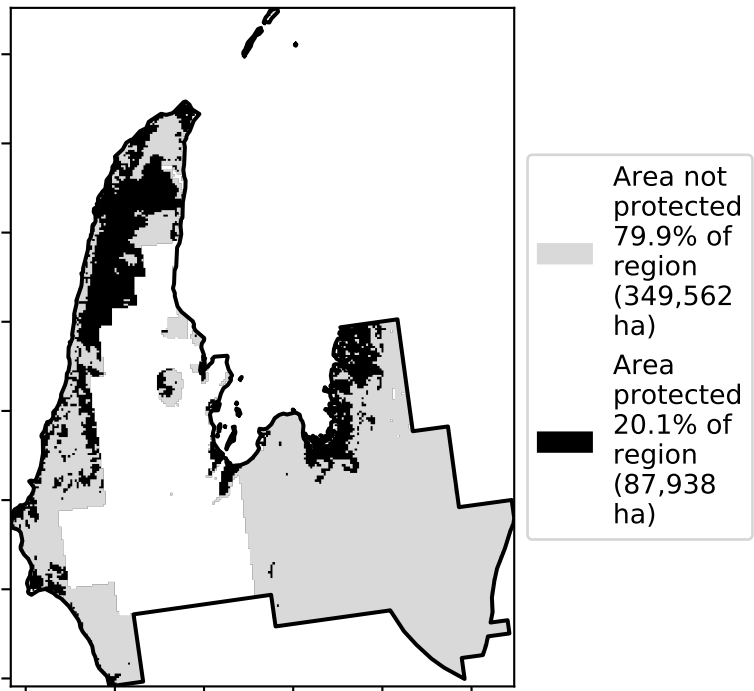 Area not
protected
79.9% of
region
(349,562
ha)
Area
protected
20.1% of
region
(87,938
ha)